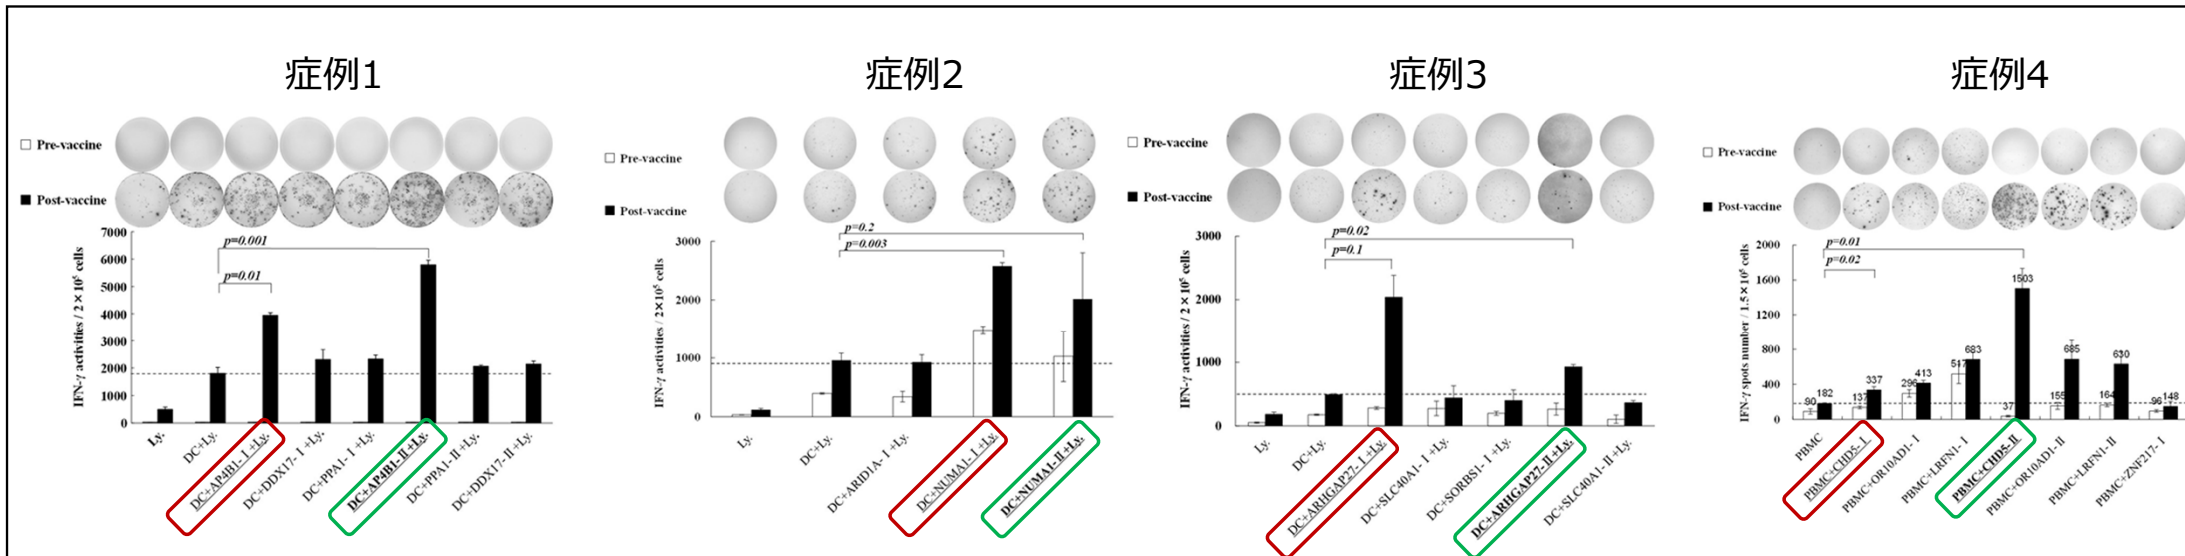 症例1
Pre-vaccine
Post-vaccine
IFN-γ activities / 2×10⁵ cells
7000
6000
5000
4000
3000
2000
1000
0
p=0.001
p=0.01
Ly.
DC+Ly.
DC+AP4B1- I +Ly.
DC+DDX17- I +Ly.
DC+PPA1- I +Ly.
DC+AP4B1-II+Ly.
DC+PPA1-II+Ly.
DC+DDX17-II+Ly.
症例2
Pre-vaccine
Post-vaccine
IFN-γ activities / 2×10⁵ cells
3000
2000
1000
0
p=0.2
p=0.003
Ly.
DC+Ly.
DC+ARID1A- I +Ly.
DC+NUMA1- I +Ly.
DC+NUMA1-II+Ly.
症例3
Pre-vaccine
Post-vaccine
IFN-γ activities / 2×10⁵ cells
3000
2000
1000
0
p=0.02
p=0.1
Ly.
DC+Ly.
DC+ARHGAP27- I +Ly.
DC+SLC40A1- I +Ly.
DC+SORBS1- I +Ly.
DC+ARHGAP27-II+Ly.
DC+SLC40A1-II+Ly.
症例4
Pre-vaccine
Post-vaccine
IFN-γ spots number / 1.5×10⁵ cells
2000
1600
1200
800
400
0
p=0.01
p=0.02
90
182
137
337
296
413
517
683
37
1503
155
685
164
630
96
148
PBMC
PBMC+CHD5- I
PBMC+OR10AD1- I
PBMC+LRFN1- I
PBMC+CHD5-II
PBMC+OR10AD1-II
PBMC+LRFN1-II
PBMC+ZNF217- I